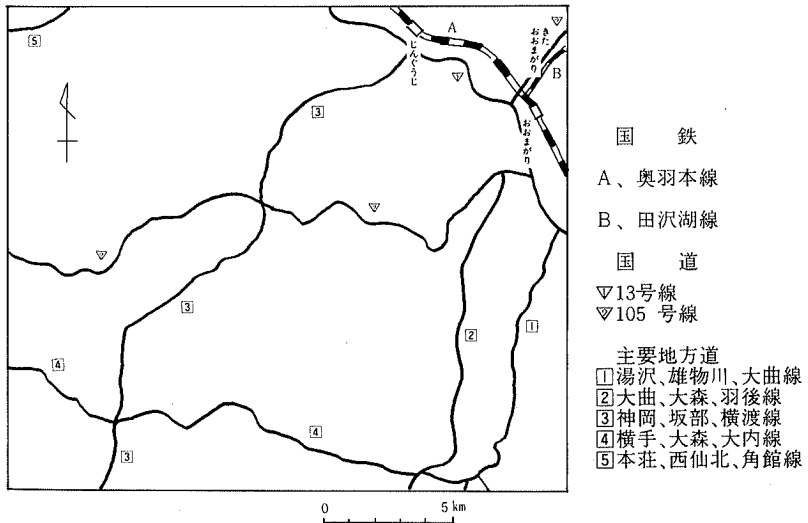 A
B
じんぐうじ
きた
おおまがり
おおまがり
5
3
3
3
4
4
2
1
0 5km
国 鉄
A、奥羽本線
B、田沢湖線
国 道
13号線
105 号線
主要地方道
1 湯沢、雄物川、大曲線
2 大曲、大森、羽後線
3 神岡、坂部、横渡線
4 横手、大森、大内線
5 本荘、西仙北、角館線